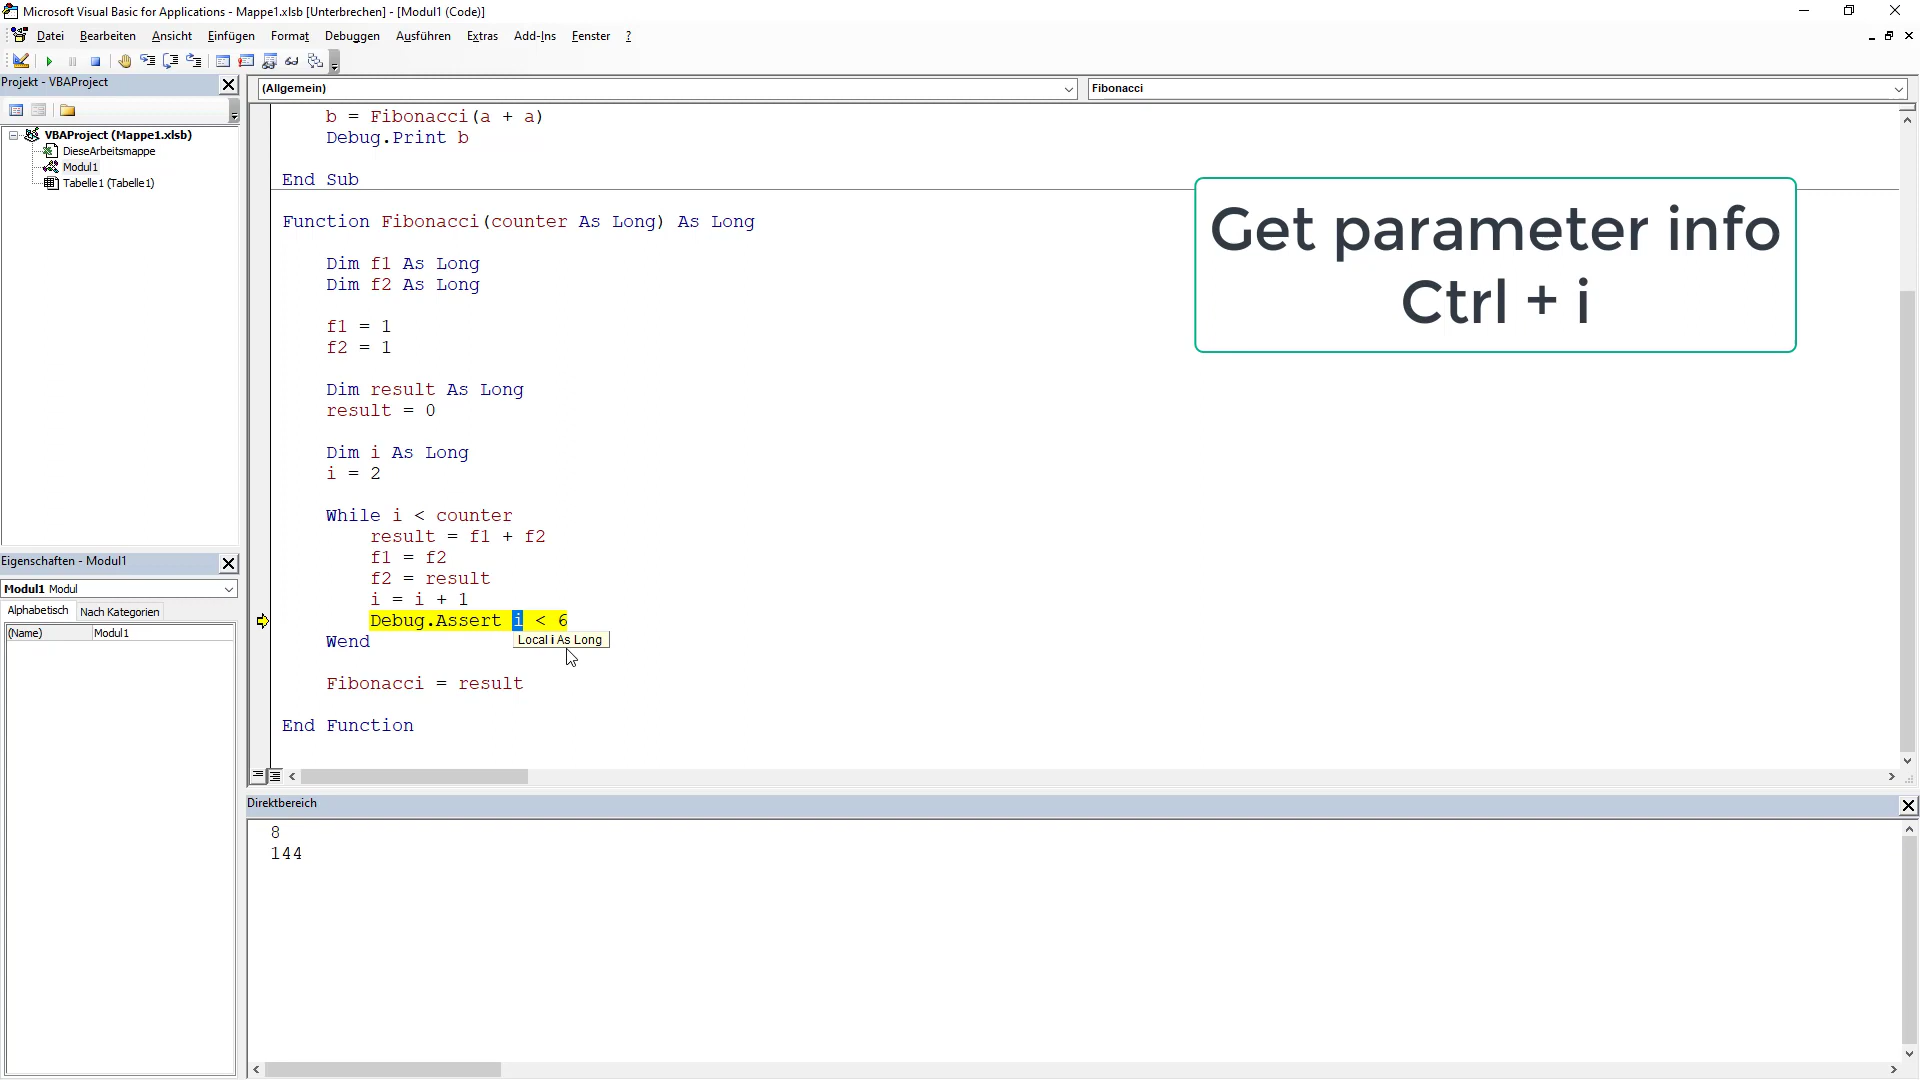 Microsoft Visual Basic for Applications - Mappe1.xlsb [Unterbrechen] - [Modul1 (Code)]
Datei Bearbeiten Ansicht Einfügen Format Debuggen Ausführen Extras Add-Ins Fenster ?
Projekt - VBAProject
VBAProject (Mappe1.xlsb)
DieseArbeitsmappe
Modul1
Tabelle1 (Tabelle1)
Eigenschaften - Modul1
Modul1 Modul
Alphabetisch Nach Kategorien
(Name) Modul1
(Allgemein) Fibonacci
b = Fibonacci(a + a)
Debug.Print b
End Sub
Function Fibonacci(counter As Long) As Long
Dim f1 As Long
Dim f2 As Long
f1 = 1
f2 = 1
Dim result As Long
result = 0
Dim i As Long
i = 2
While i < counter
result = f1 + f2
f1 = f2
f2 = result
i = i + 1
Debug.Assert i < 6
Local i As Long
Wend
Fibonacci = result
End Function
Get parameter info
Ctrl + i
Direktbereich
8
144